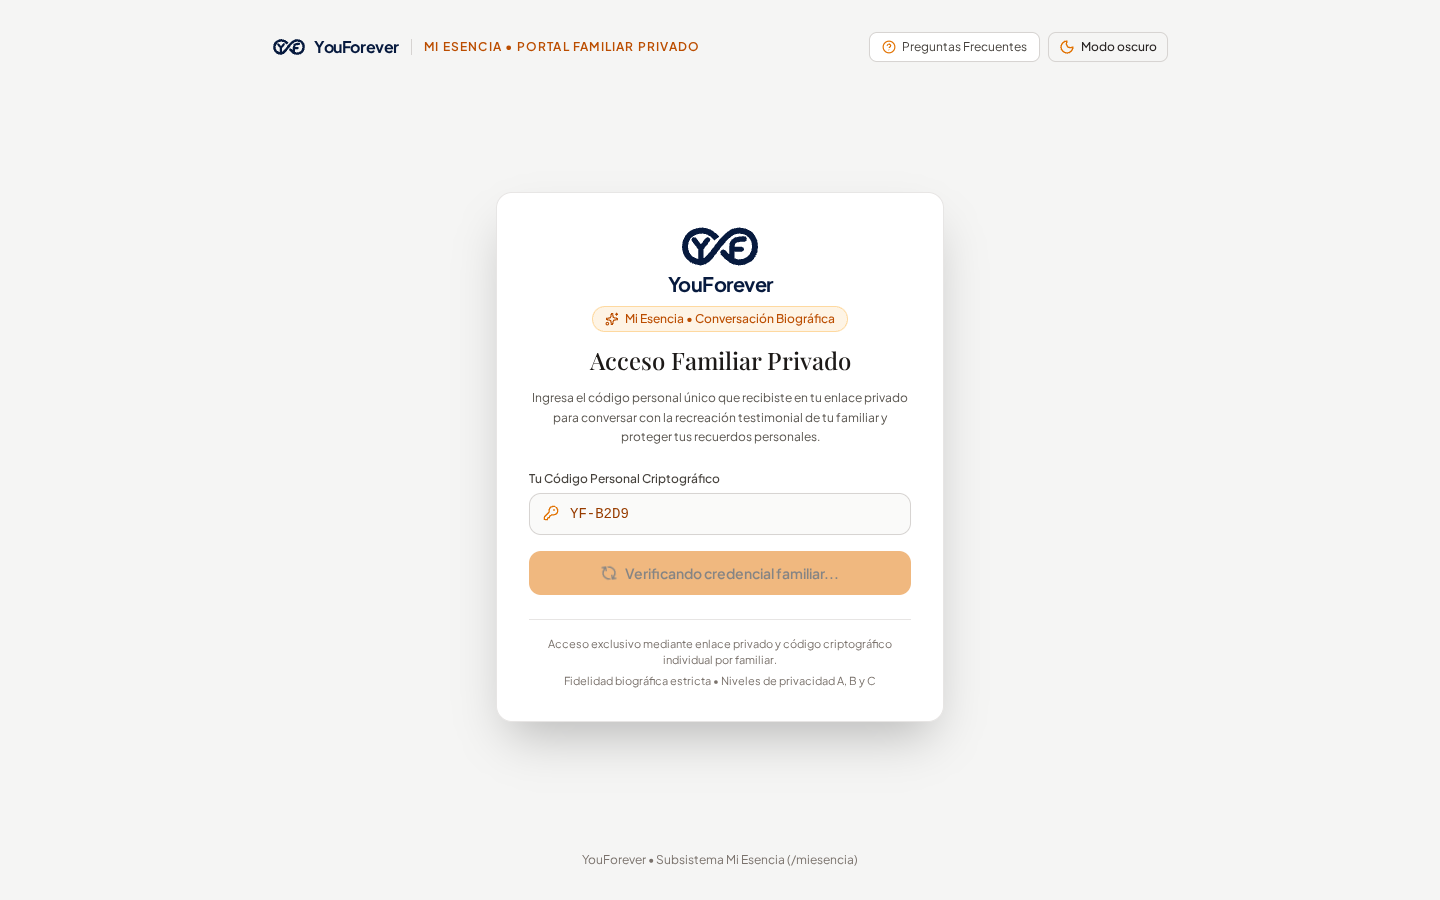 YouForever
MI ESENCIA • PORTAL FAMILIAR PRIVADO
Preguntas Frecuentes
Modo oscuro
YF
YouForever
Mi Esencia • Conversación Biográfica
Acceso Familiar Privado
Ingresa el código personal único que recibiste en tu enlace privado
para conversar con la recreación testimonial de tu familiar y
proteger tus recuerdos personales.
Tu Código Personal Criptográfico
YF-B2D9
Verificando credencial familiar...
Acceso exclusivo mediante enlace privado y código criptográfico
individual por familiar.
Fidelidad biográfica estricta • Niveles de privacidad A, B y C
YouForever • Subsistema Mi Esencia (/miesencia)